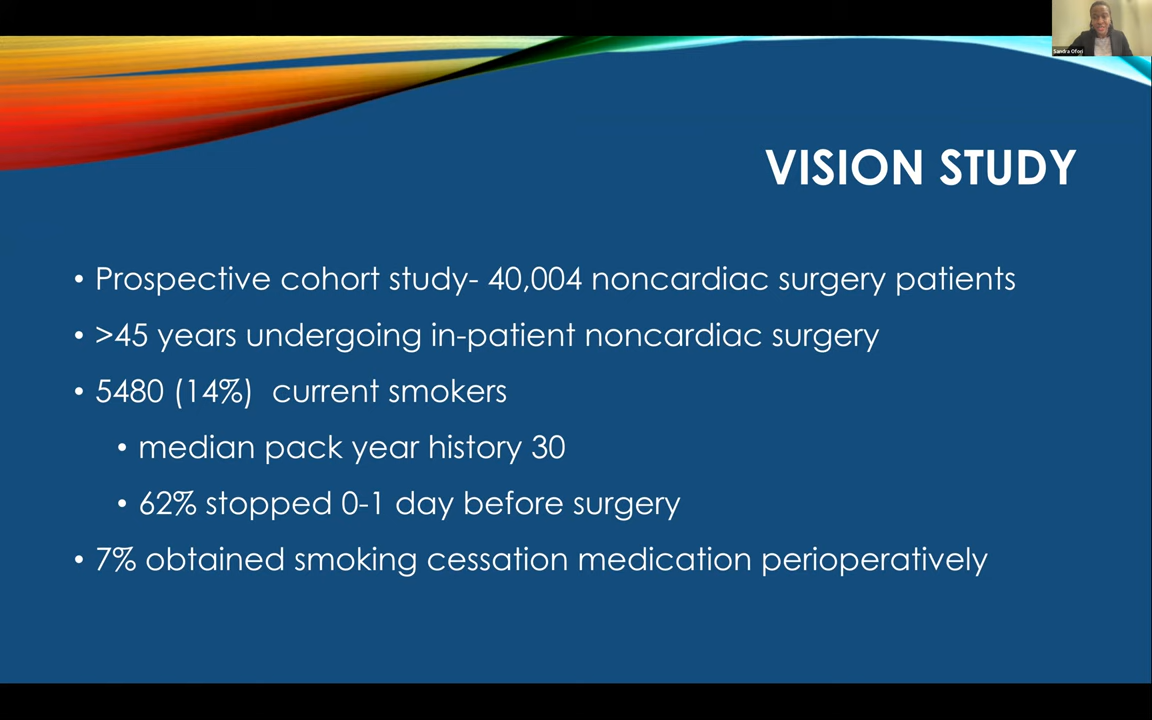 Sandra Ofori
VISION STUDY
• Prospective cohort study- 40,004 noncardiac surgery patients
• >45 years undergoing in-patient noncardiac surgery
• 5480 (14%)  current smokers
• median pack year history 30
• 62% stopped 0-1 day before surgery
• 7% obtained smoking cessation medication perioperatively